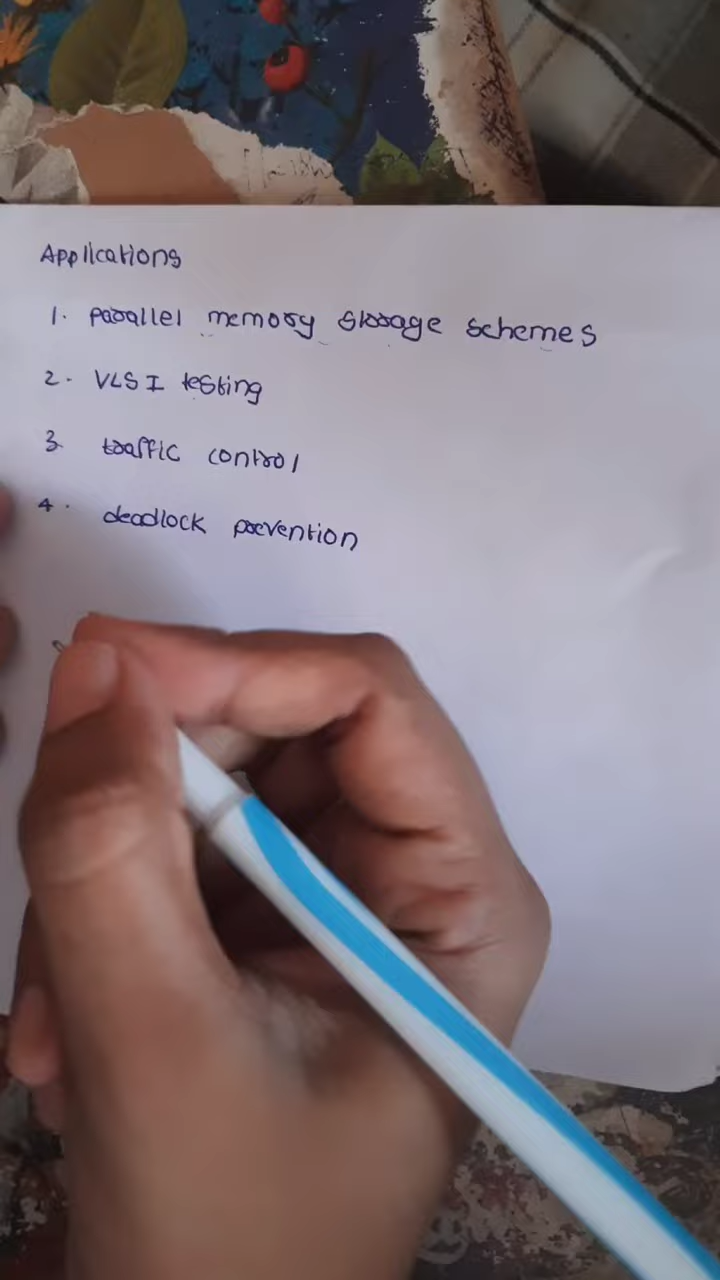 Applications
1. parallel memory storage schemes
2. VLSI testing
3. traffic control
4. deadlock prevention